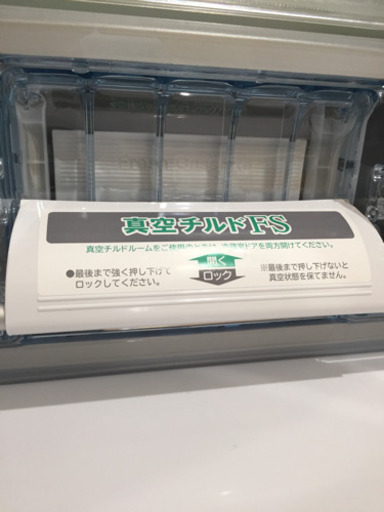 真空チルドFS
真空チルドルームをご使用のときは、冷蔵室ドアを両方開けてください。
開く
ロック
●最後まで強く押し下げて
ロックしてください。
※最後まで押し下げないと
真空状態を保てません。